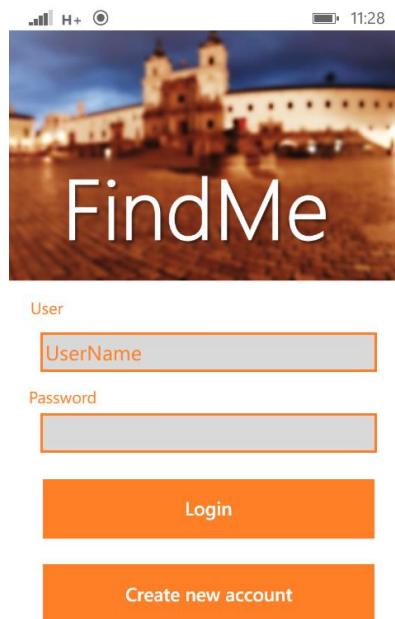 H+ 11:28
FindMe
User
UserName
Password
Login
Create new account